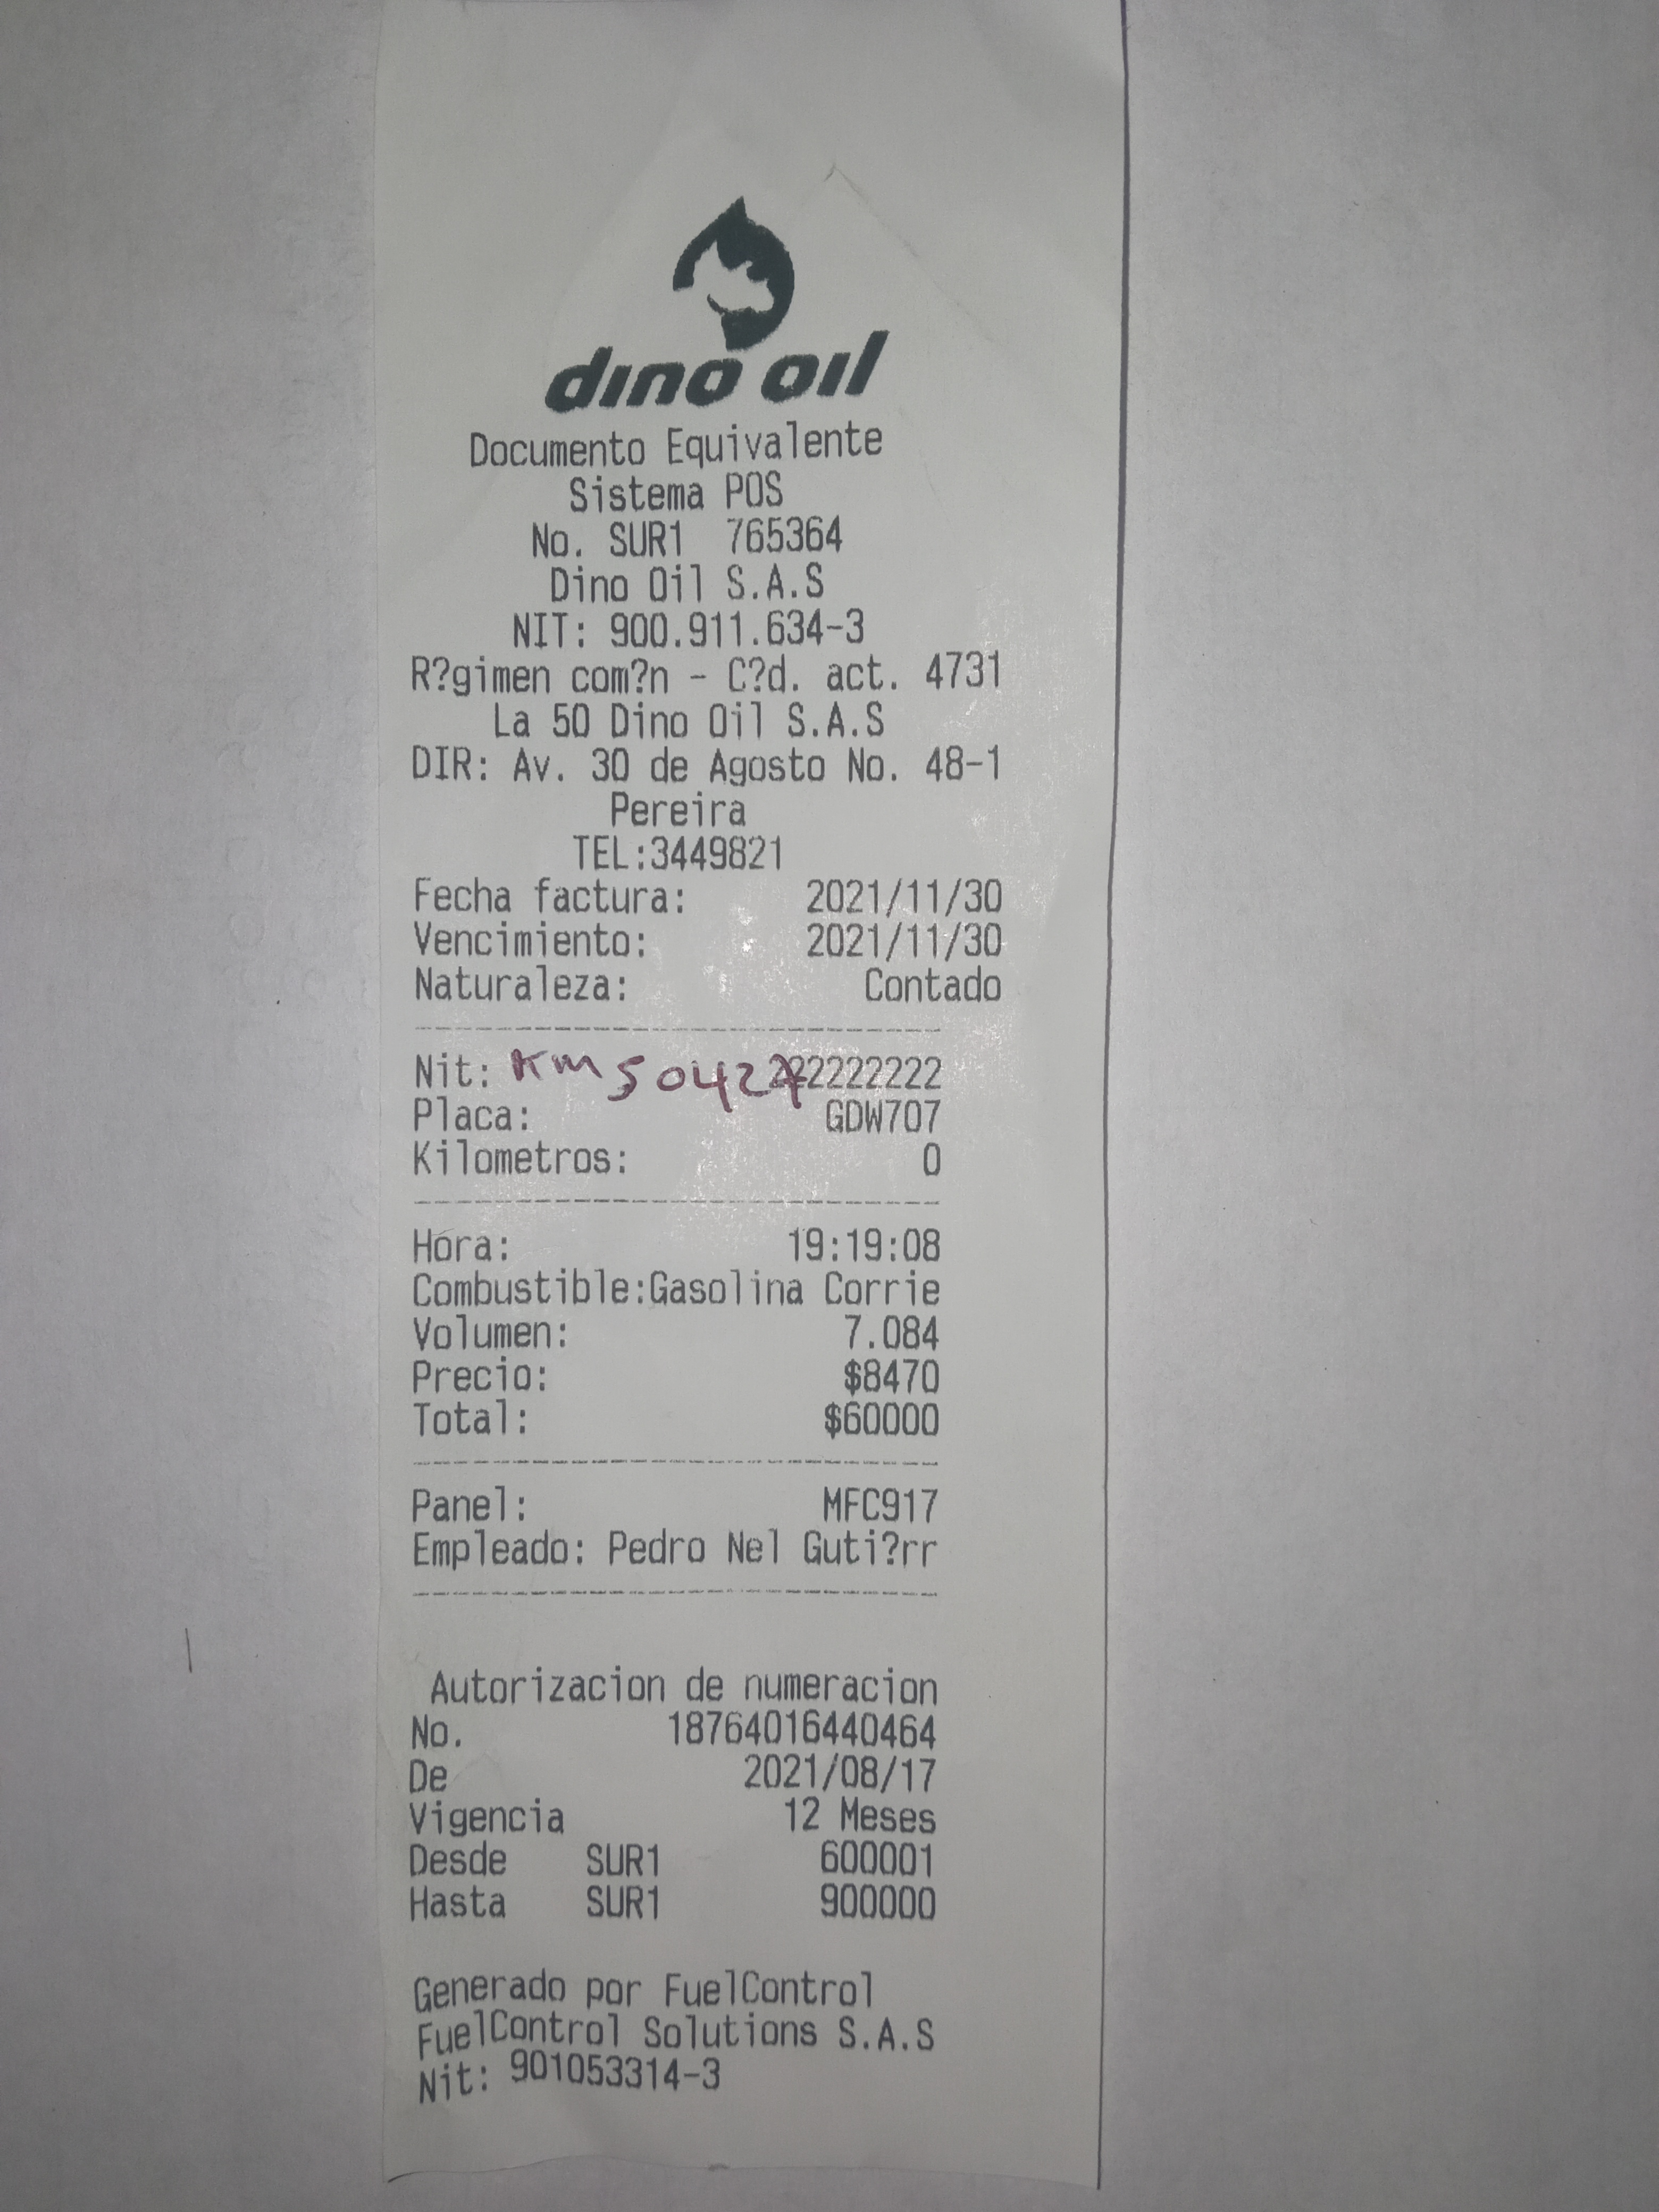 dino oil
Documento Equivalente
Sistema POS
No. SUR1 765364
Dino Oil S.A.S
NIT: 900.911.634-3
R?gimen com?n - C?d. act. 4731
La 50 Dino Oil S.A.S
DIR: Av. 30 de Agosto No. 48-1
Pereira
TEL:3449821
Fecha factura: 2021/11/30
Vencimiento: 2021/11/30
Naturaleza: Contado
Nit: KM 50427 222222222
Placa: GDW707
Kilometros: 0
Hora: 19:19:08
Combustible:Gasolina Corrie
Volumen: 7.084
Precio: $8470
Total: $60000
Panel: MFC917
Empleado: Pedro Nel Guti?rr
Autorizacion de numeracion
No. 18764016440464
De 2021/08/17
Vigencia 12 Meses
Desde SUR1 600001
Hasta SUR1 900000
Generado por FuelControl
FuelControl Solutions S.A.S
Nit: 901053314-3